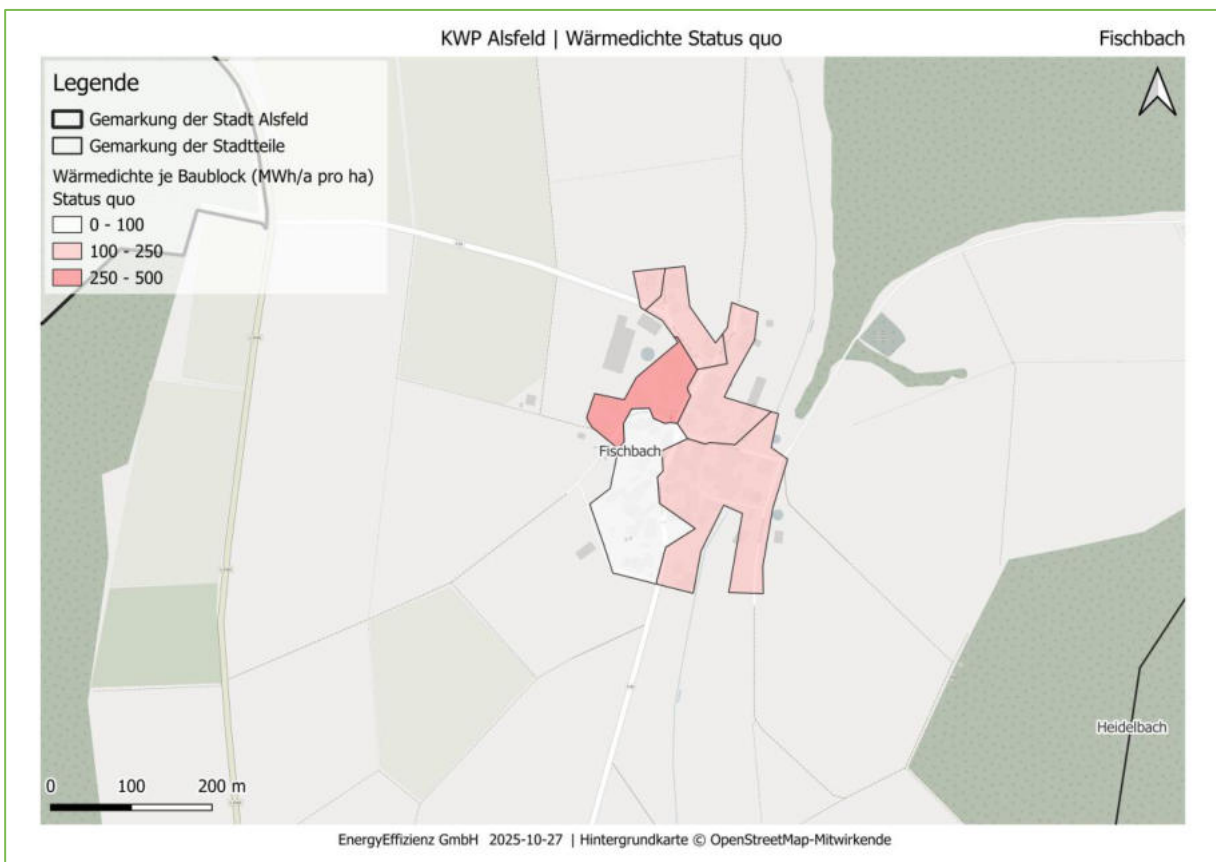 KWP Alsfeld | Wärmedichte Status quo
Fischbach
Legende
Gemarkung der Stadt Alsfeld
Gemarkung der Stadtteile
Wärmedichte je Baublock (MWh/a pro ha)
Status quo
0 - 100
100 - 250
250 - 500
Fischbach
Heidelbach
0 100 200 m
EnergyEffizienz GmbH 2025-10-27 | Hintergrundkarte © OpenStreetMap-Mitwirkende